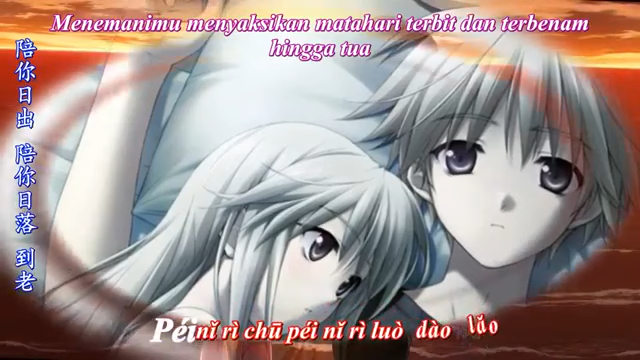 Menemanimu menyaksikan matahari terbit dan terbenam
hingga tua
陪你日出 陪你日落 到老
Péi nǐ rì chū péi nǐ rì luò dào lǎo